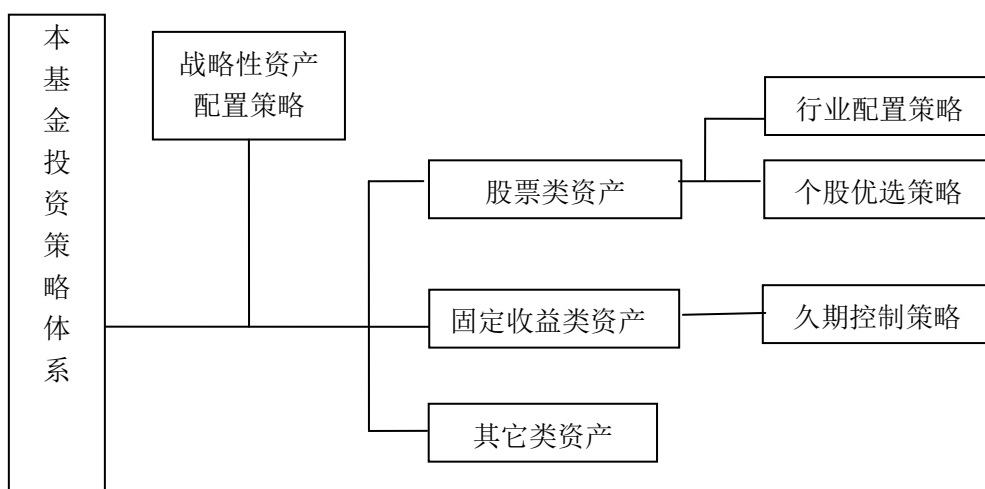 本基金投资策略体系
战略性资产
配置策略
行业配置策略
股票类资产
个股优选策略
固定收益类资产
久期控制策略
其它类资产